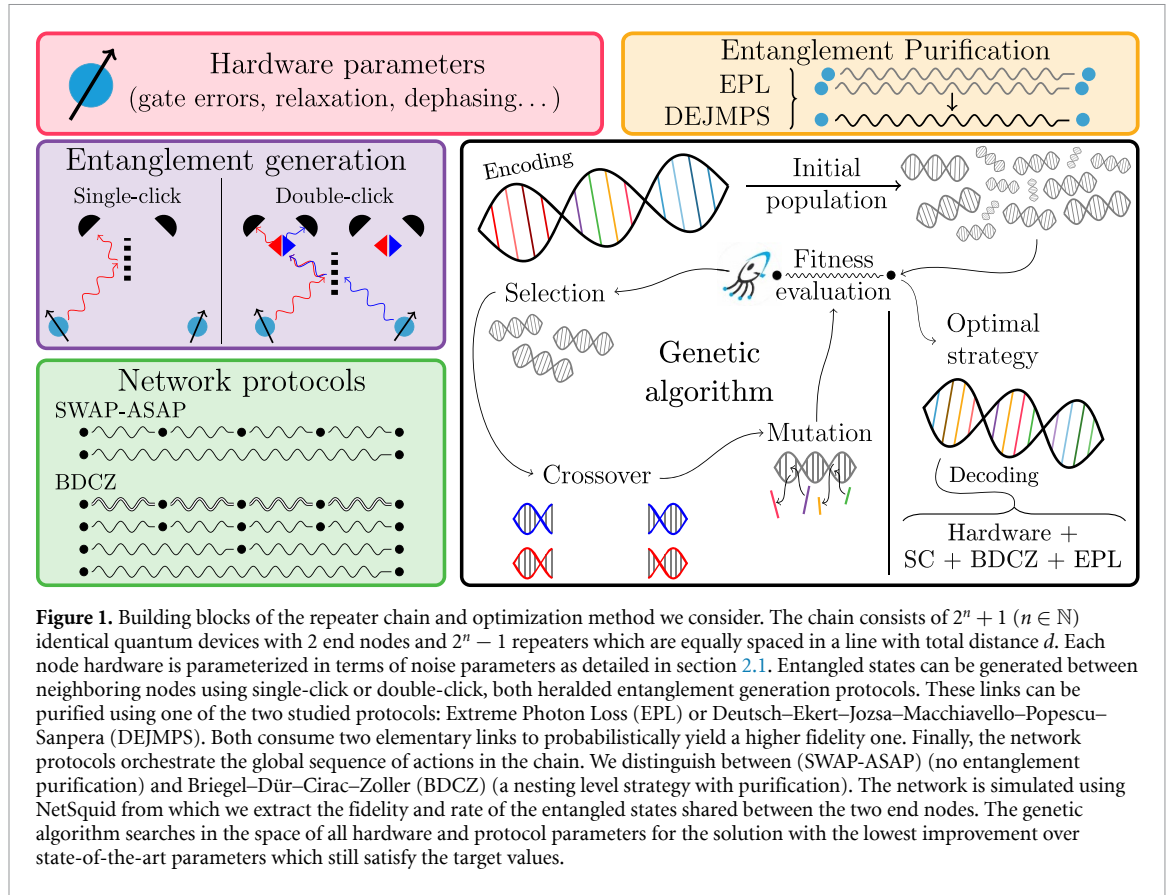 Hardware parameters
(gate errors, relaxation, dephasing. . . )
Entanglement Purification
EPL
DEJMPS
Entanglement generation
Single-click
Double-click
Network protocols
SWAP-ASAP
BDCZ
Encoding
Initial
population
Fitness
evaluation
Selection
Genetic
algorithm
Optimal
strategy
Mutation
Crossover
Decoding
Hardware +
SC + BDCZ + EPL
Figure 1. Building blocks of the repeater chain and optimization method we consider. The chain consists of 2ⁿ + 1 (n ∈ ℕ)
identical quantum devices with 2 end nodes and 2ⁿ − 1 repeaters which are equally spaced in a line with total distance d. Each
node hardware is parameterized in terms of noise parameters as detailed in section 2.1. Entangled states can be generated between
neighboring nodes using single-click or double-click, both heralded entanglement generation protocols. These links can be
purified using one of the two studied protocols: Extreme Photon Loss (EPL) or Deutsch–Ekert–Jozsa–Macchiavello–Popescu–
Sanpera (DEJMPS). Both consume two elementary links to probabilistically yield a higher fidelity one. Finally, the network
protocols orchestrate the global sequence of actions in the chain. We distinguish between (SWAP-ASAP) (no entanglement
purification) and Briegel–Dür–Cirac–Zoller (BDCZ) (a nesting level strategy with purification). The network is simulated using
NetSquid from which we extract the fidelity and rate of the entangled states shared between the two end nodes. The genetic
algorithm searches in the space of all hardware and protocol parameters for the solution with the lowest improvement over
state-of-the-art parameters which still satisfy the target values.